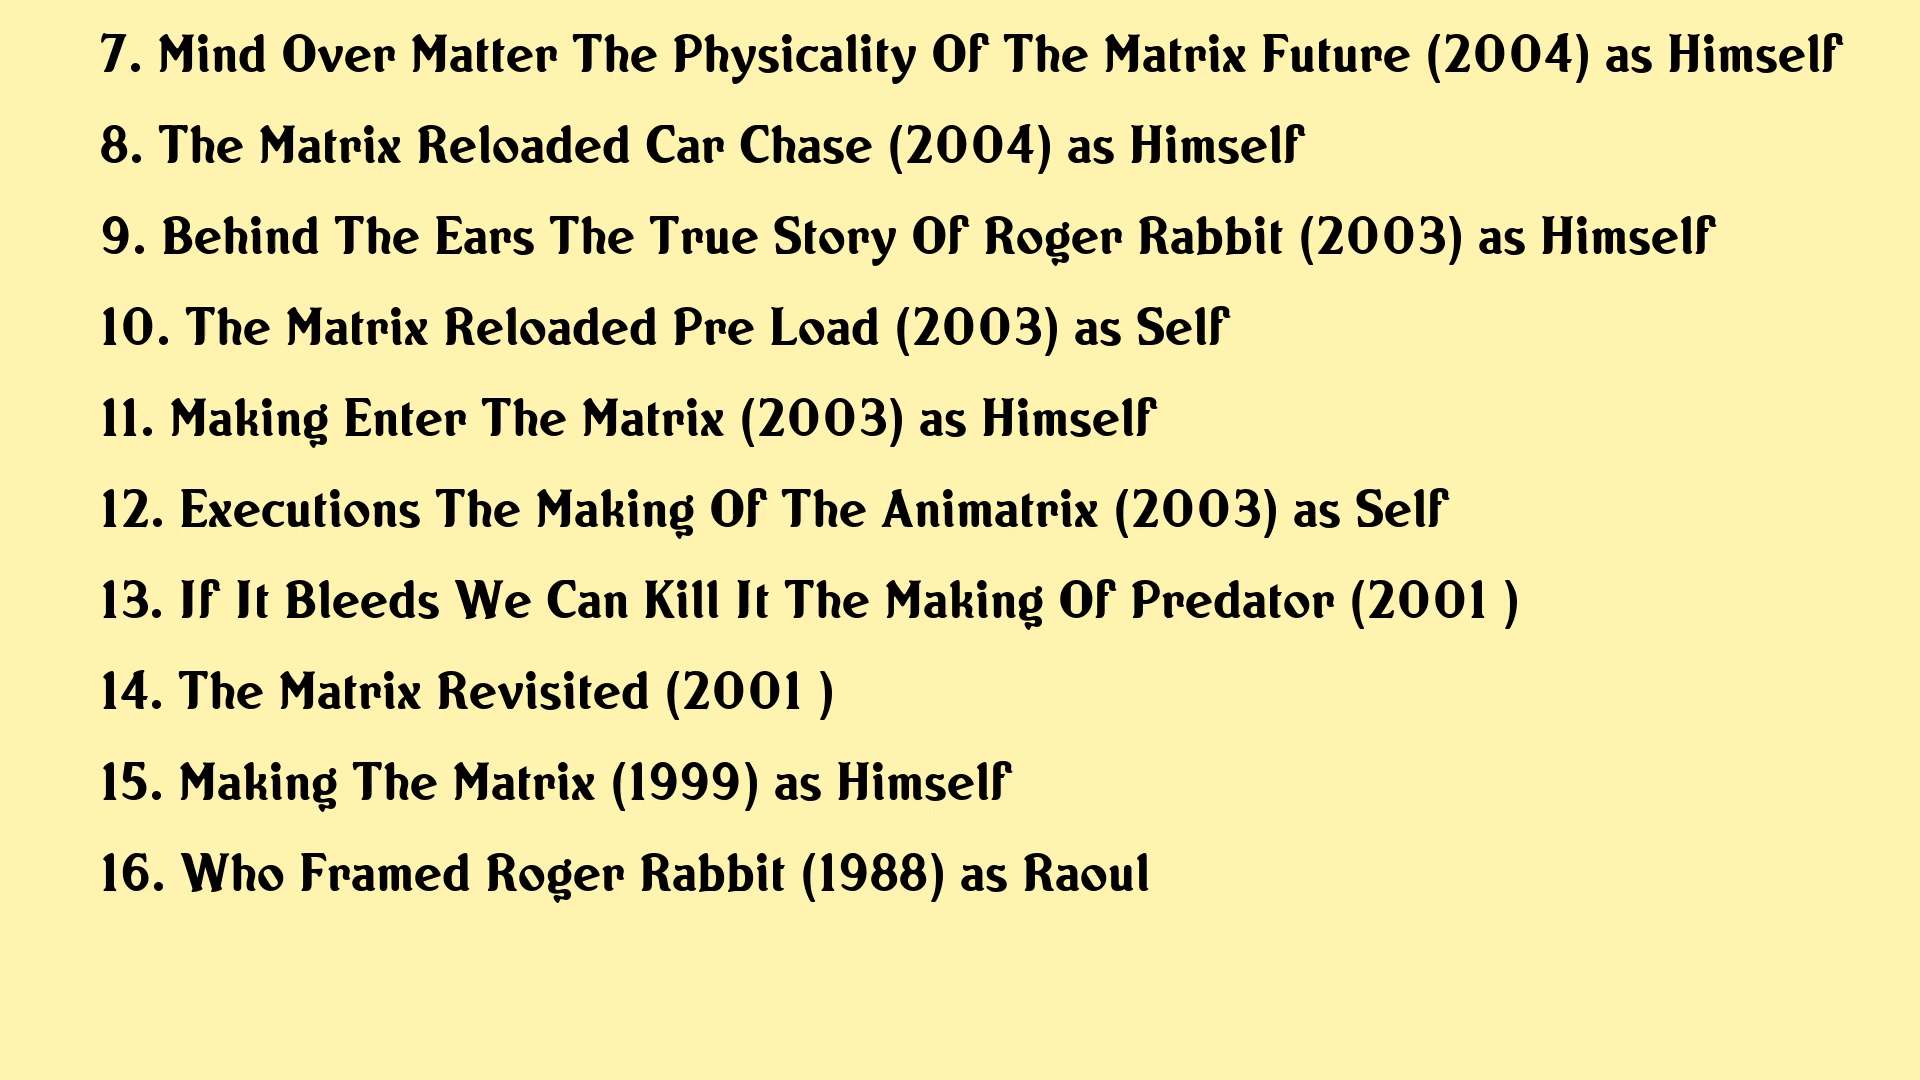 7. Mind Over Matter The Physicality Of The Matrix Future (2004) as Himself
8. The Matrix Reloaded Car Chase (2004) as Himself
9. Behind The Ears The True Story Of Roger Rabbit (2003) as Himself
10. The Matrix Reloaded Pre Load (2003) as Self
11. Making Enter The Matrix (2003) as Himself
12. Executions The Making Of The Animatrix (2003) as Self
13. If It Bleeds We Can Kill It The Making Of Predator (2001 )
14. The Matrix Revisited (2001 )
15. Making The Matrix (1999) as Himself
16. Who Framed Roger Rabbit (1988) as Raoul